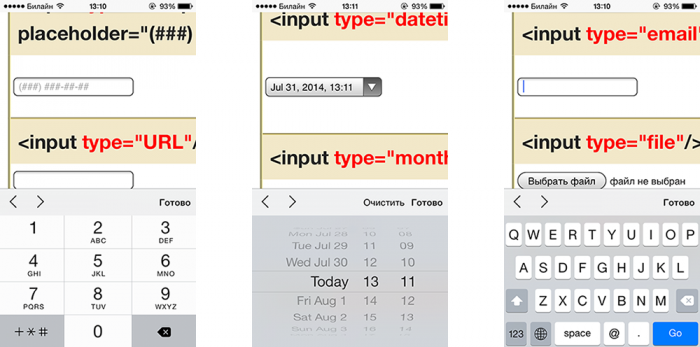 Билайн 13:10 93%
placeholder="(###)
(###) ###-##-##
<input type="URL"/
Готово
1 2 3
ABC DEF
4 5 6
GHI JKL MNO
7 8 9
PQRS TUV WXYZ
+*# 0
Билайн 13:11 93%
<input type="dateti
Jul 31, 2014, 13:11
<input type="month
Очистить Готово
Mon Jul 28 10 08
Tue Jul 29 11 09
Wed Jul 30 12 10
Today 13 11
Fri Aug 1 14 12
Sat Aug 2 15 13
Sun Aug 3 16 14
Билайн 13:10 93%
<input type="email"
<input type="file"/>
Выбрать файл файл не выбран
Готово
Q W E R T Y U I O P
A S D F G H J K L
Z X C V B N M
123 space @ . Go